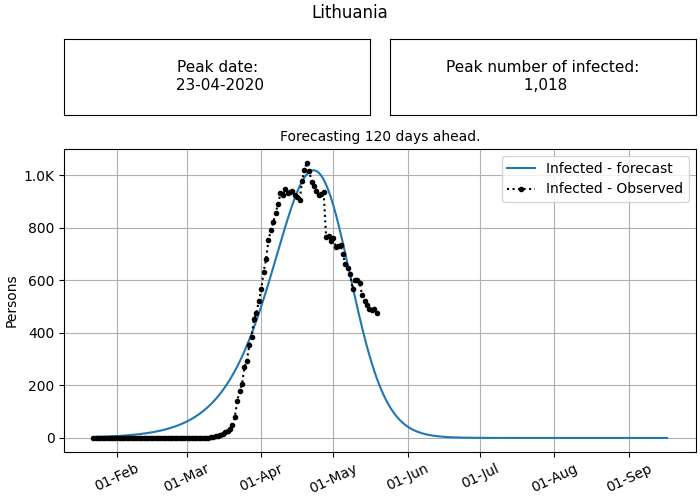 Lithuania
Peak date:
23-04-2020
Peak number of infected:
1,018
Forecasting 120 days ahead.
Infected - forecast
Infected - Observed
Persons
1.0K
800
600
400
200
0
01-Feb
01-Mar
01-Apr
01-May
01-Jun
01-Jul
01-Aug
01-Sep